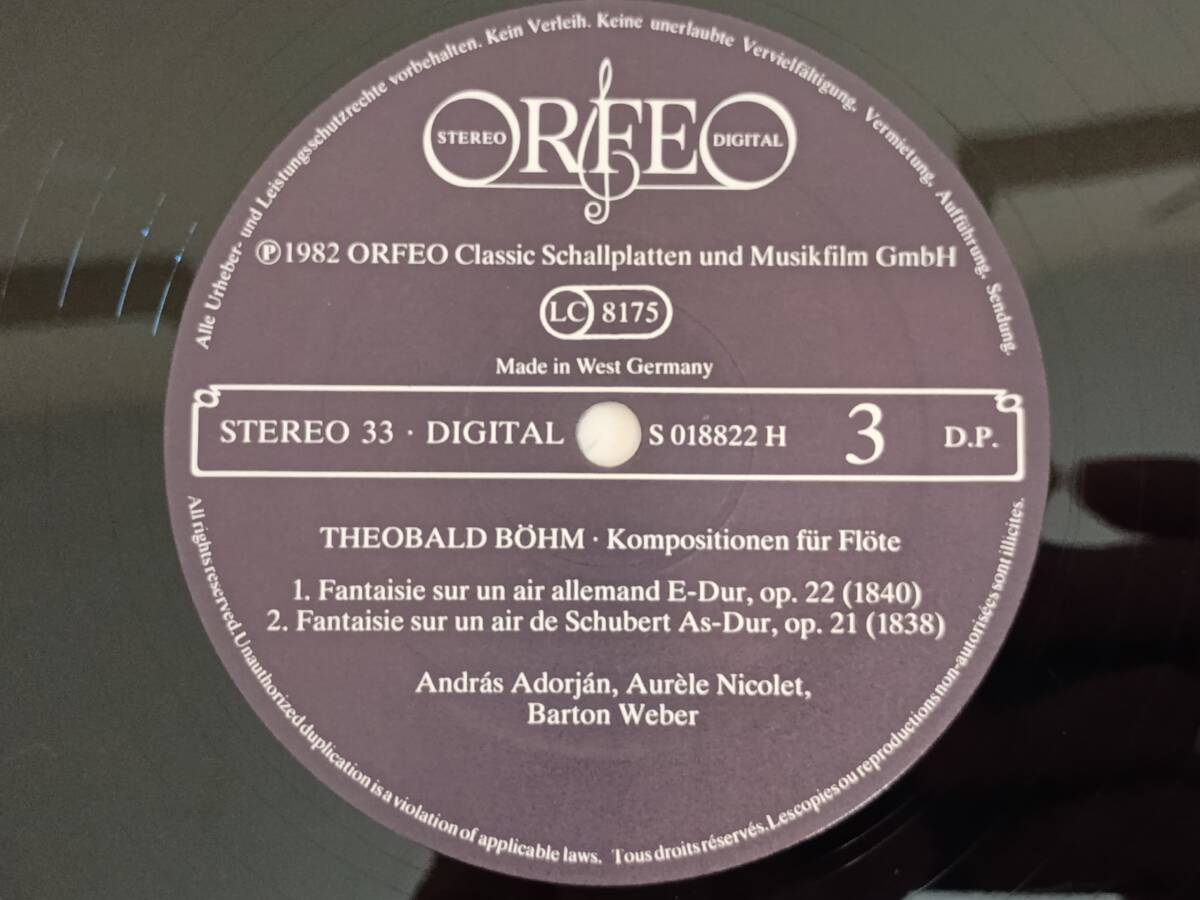 Alle Urheber- und Leistungsschutzrechte vorbehalten. Kein Verleih. Keine unerlaubte Vervielfältigung, Vermietung, Aufführung, Sendung.
ORFEO
STEREO
DIGITAL
℗1982 ORFEO Classic Schallplatten und Musikfilm GmbH
LC 8175
Made in West Germany
STEREO 33 · DIGITAL S 018822 H 3 D.P.
THEOBALD BÖHM · Kompositionen für Flöte
1. Fantaisie sur un air allemand E-Dur, op. 22 (1840)
2. Fantaisie sur un air de Schubert As-Dur, op. 21 (1838)
András Adorján, Aurèle Nicolet,
Barton Weber
All rights reserved. Unauthorized duplication is a violation of applicable laws. Tous droits réservés. Les copies ou reproductions non-autorisées sont illicites.